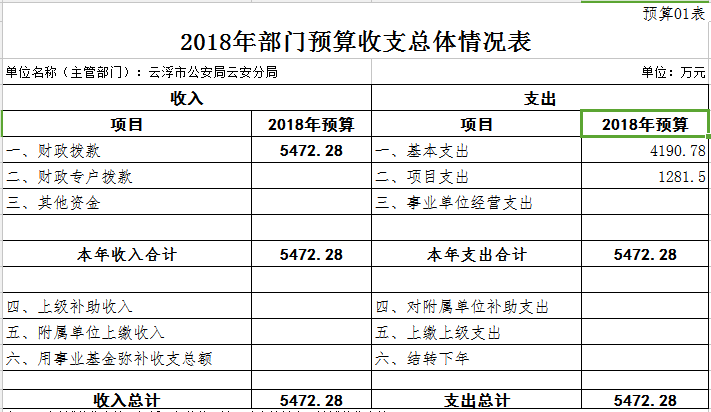 预算01表
2018年部门预算收支总体情况表
单位名称（主管部门）：云浮市公安局云安分局 单位：万元
收入 支出
项目 2018年预算 项目 2018年预算
一、财政拨款 5472.28 一、基本支出 4190.78
二、财政专户拨款 二、项目支出 1281.5
三、其他资金 三、事业单位经营支出
本年收入合计 5472.28 本年支出合计 5472.28
四、上级补助收入 四、对附属单位补助支出
五、附属单位上缴收入 五、上缴上级支出
六、用事业基金弥补收支总额 六、结转下年
收入总计 5472.28 支出总计 5472.28